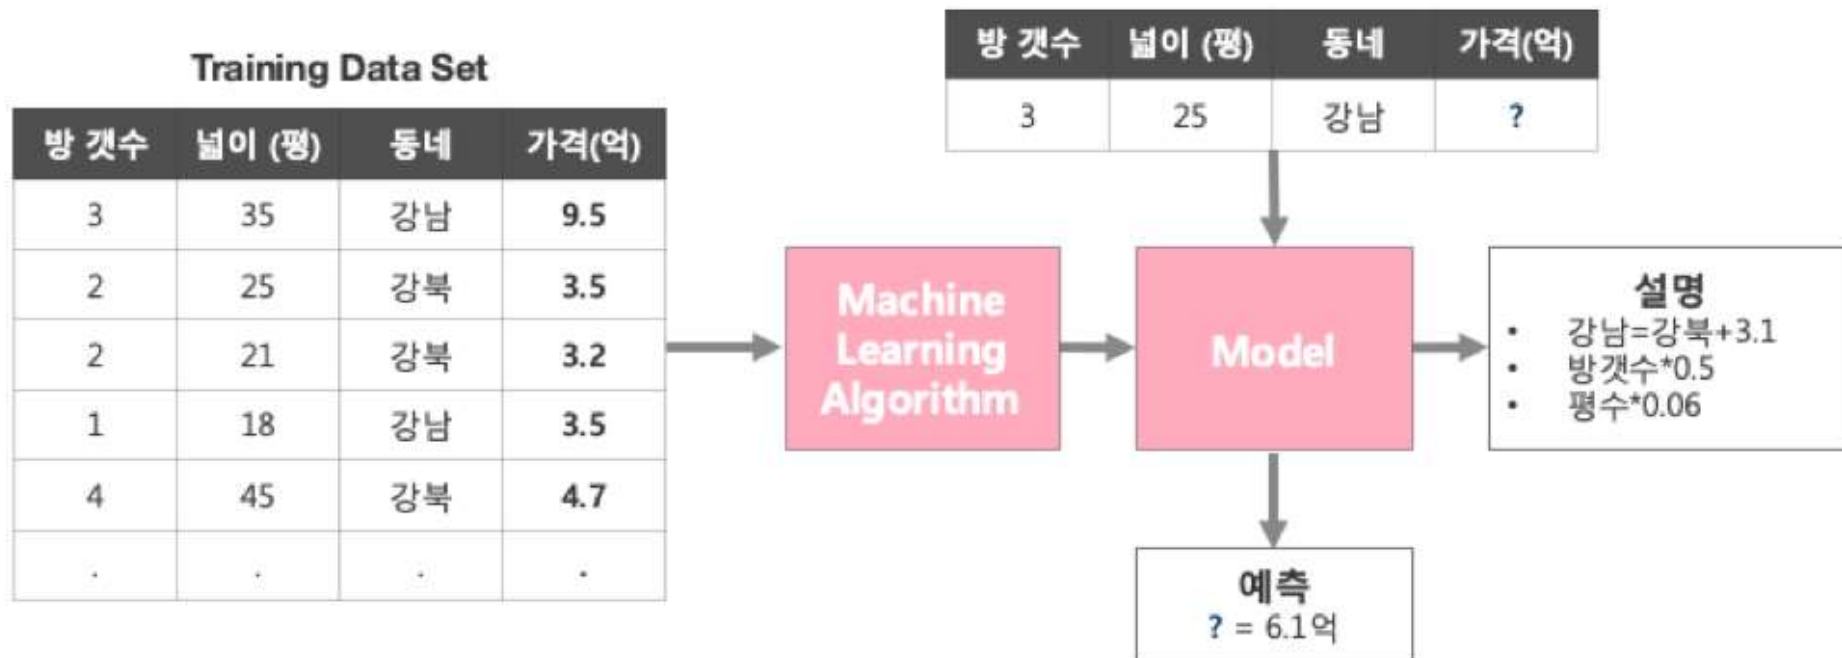 Training Data Set
방 갯수 넓이 (평) 동네 가격(억)
3 35 강남 9.5
2 25 강북 3.5
2 21 강북 3.2
1 18 강남 3.5
4 45 강북 4.7
. . . .
방 갯수 넓이 (평) 동네 가격(억)
3 25 강남 ?
Machine
Learning
Algorithm
Model
설명
• 강남=강북+3.1
• 방갯수*0.5
• 평수*0.06
예측
? = 6.1억